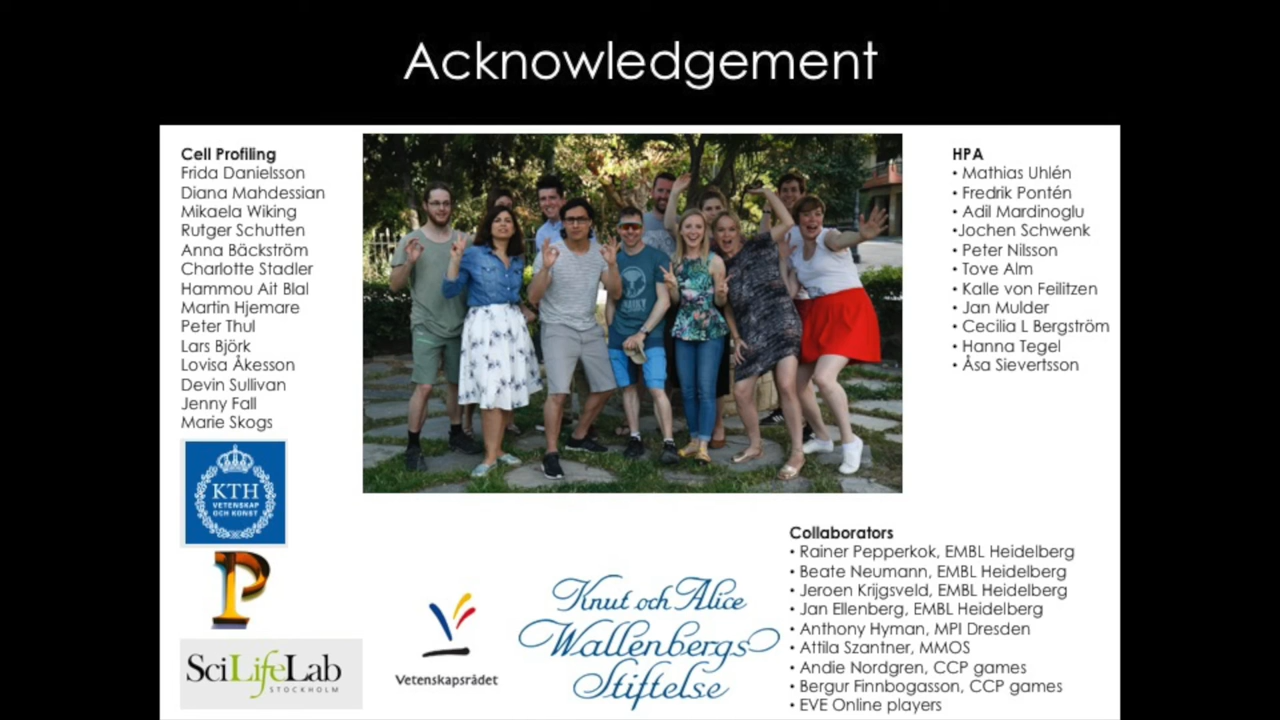 Acknowledgement
Cell Profiling
Frida Danielsson
Diana Mahdessian
Mikaela Wiking
Rutger Schutten
Anna Bäckström
Charlotte Stadler
Hammou Ait Blal
Martin Hjemare
Peter Thul
Lars Björk
Lovisa Åkesson
Devin Sullivan
Jenny Fall
Marie Skogs
KTH
VETENSKAP
OCH KONST
P
SciLifeLab
STOCKHOLM
Vetenskapsrådet
Knut och Alice
Wallenbergs
Stiftelse
HPA
• Mathias Uhlén
• Fredrik Pontén
• Adil Mardinoglu
•Jochen Schwenk
• Peter Nilsson
• Tove Alm
• Kalle von Feilitzen
• Jan Mulder
• Cecilia L Bergström
• Hanna Tegel
• Åsa Sievertsson
Collaborators
• Rainer Pepperkok, EMBL Heidelberg
• Beate Neumann, EMBL Heidelberg
• Jeroen Krijgsveld, EMBL Heidelberg
• Jan Ellenberg, EMBL Heidelberg
• Anthony Hyman, MPI Dresden
• Attila Szantner, MMOS
• Andie Nordgren, CCP games
• Bergur Finnbogasson, CCP games
• EVE Online players